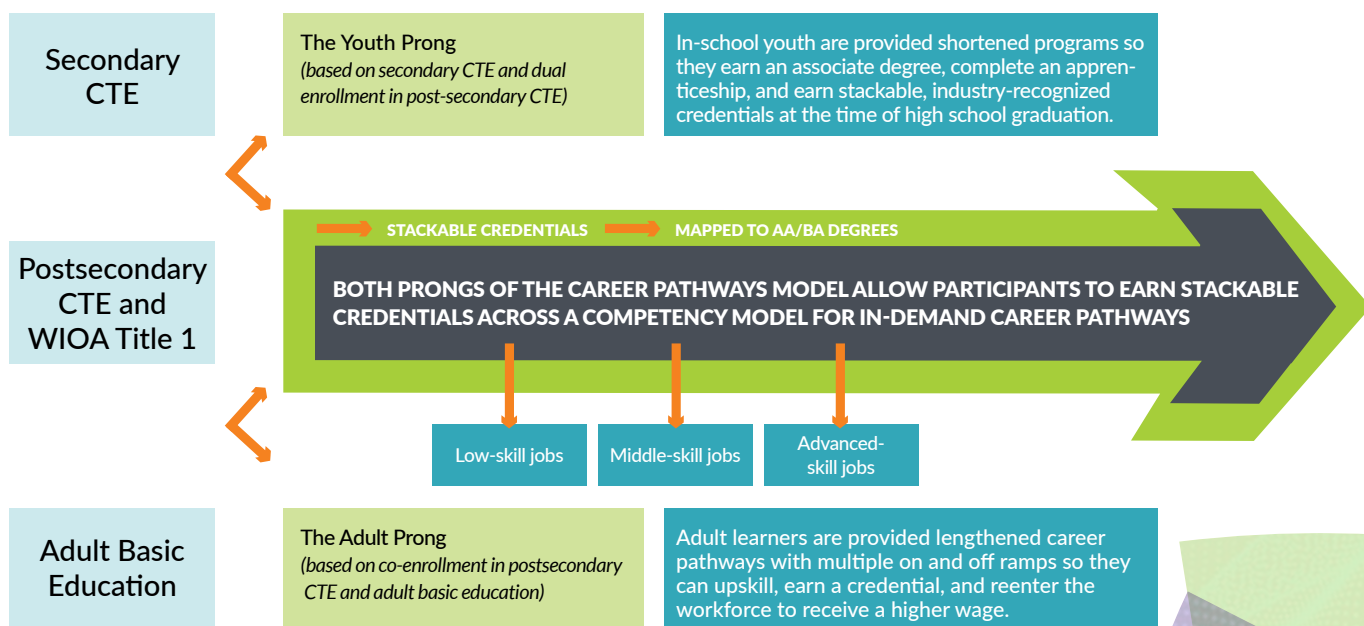 Secondary
CTE
The Youth Prong
(based on secondary CTE and dual
enrollment in post-secondary CTE)
In-school youth are provided shortened programs so
they earn an associate degree, complete an appren-
ticeship, and earn stackable, industry-recognized
credentials at the time of high school graduation.
Postsecondary
CTE and
WIOA Title 1
STACKABLE CREDENTIALS
MAPPED TO AA/BA DEGREES
BOTH PRONGS OF THE CAREER PATHWAYS MODEL ALLOW PARTICIPANTS TO EARN STACKABLE
CREDENTIALS ACROSS A COMPETENCY MODEL FOR IN-DEMAND CAREER PATHWAYS
Low-skill jobs
Middle-skill jobs
Advanced-
skill jobs
Adult Basic
Education
The Adult Prong
(based on co-enrollment in postsecondary
CTE and adult basic education)
Adult learners are provided lengthened career
pathways with multiple on and off ramps so they
can upskill, earn a credential, and reenter the
workforce to receive a higher wage.